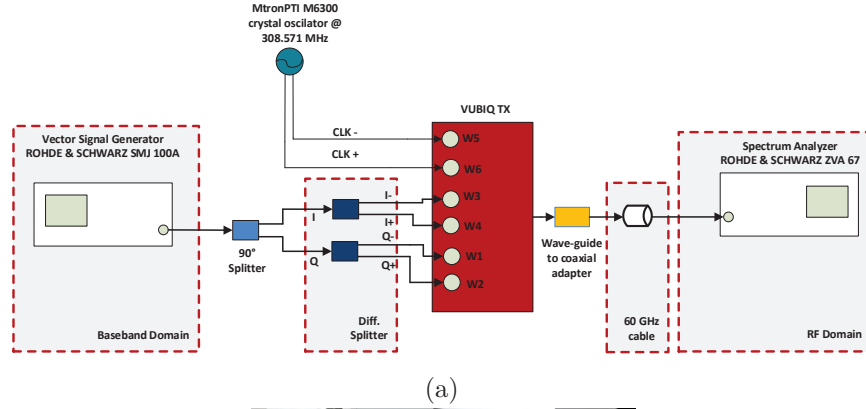 MtronPTI M6300
crystal oscilator @
308.571 MHz
VUBIQ TX
Vector Signal Generator
ROHDE & SCHWARZ SMJ 100A
Spectrum Analyzer
ROHDE & SCHWARZ ZVA 67
CLK -
W5
CLK +
W6
I-
W3
I
I+
W4
Q-
90°
Splitter
Q
W1
Q+
W2
Wave-guide
to coaxial
adapter
Baseband Domain
Diff.
Splitter
60 GHz
cable
RF Domain
(a)